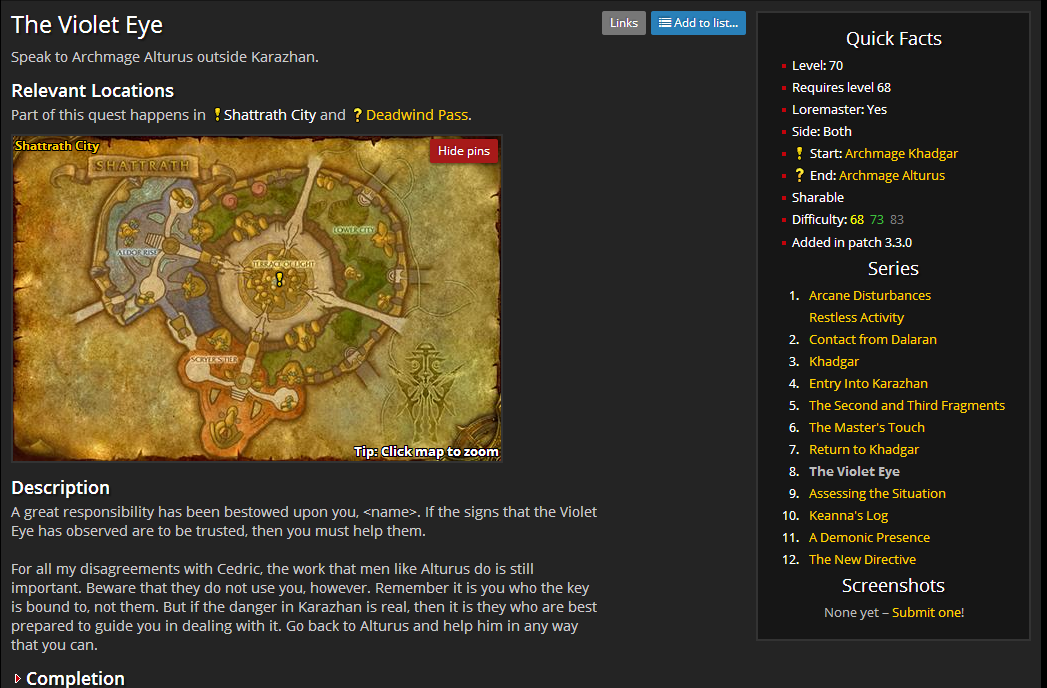 The Violet Eye
Links
Add to list...
Speak to Archmage Alturus outside Karazhan.
Relevant Locations
Part of this quest happens in ! Shattrath City and ? Deadwind Pass.
Shattrath City
Hide pins
SHATTRATH
LOWER CITY
ALDOR RISE
TERRACE OF LIGHT
!
SCRYER'S TIER
Tip: Click map to zoom
Description
A great responsibility has been bestowed upon you, <name>. If the signs that the Violet
Eye has observed are to be trusted, then you must help them.
For all my disagreements with Cedric, the work that men like Alturus do is still
important. Beware that they do not use you, however. Remember it is you who the key
is bound to, not them. But if the danger in Karazhan is real, then it is they who are best
prepared to guide you in dealing with it. Go back to Alturus and help him in any way
that you can.
Completion
Quick Facts
Level: 70
Requires level 68
Loremaster: Yes
Side: Both
! Start: Archmage Khadgar
? End: Archmage Alturus
Sharable
Difficulty: 68 73 83
Added in patch 3.3.0
Series
1. Arcane Disturbances
Restless Activity
2. Contact from Dalaran
3. Khadgar
4. Entry Into Karazhan
5. The Second and Third Fragments
6. The Master's Touch
7. Return to Khadgar
8. The Violet Eye
9. Assessing the Situation
10. Keanna's Log
11. A Demonic Presence
12. The New Directive
Screenshots
None yet – Submit one!